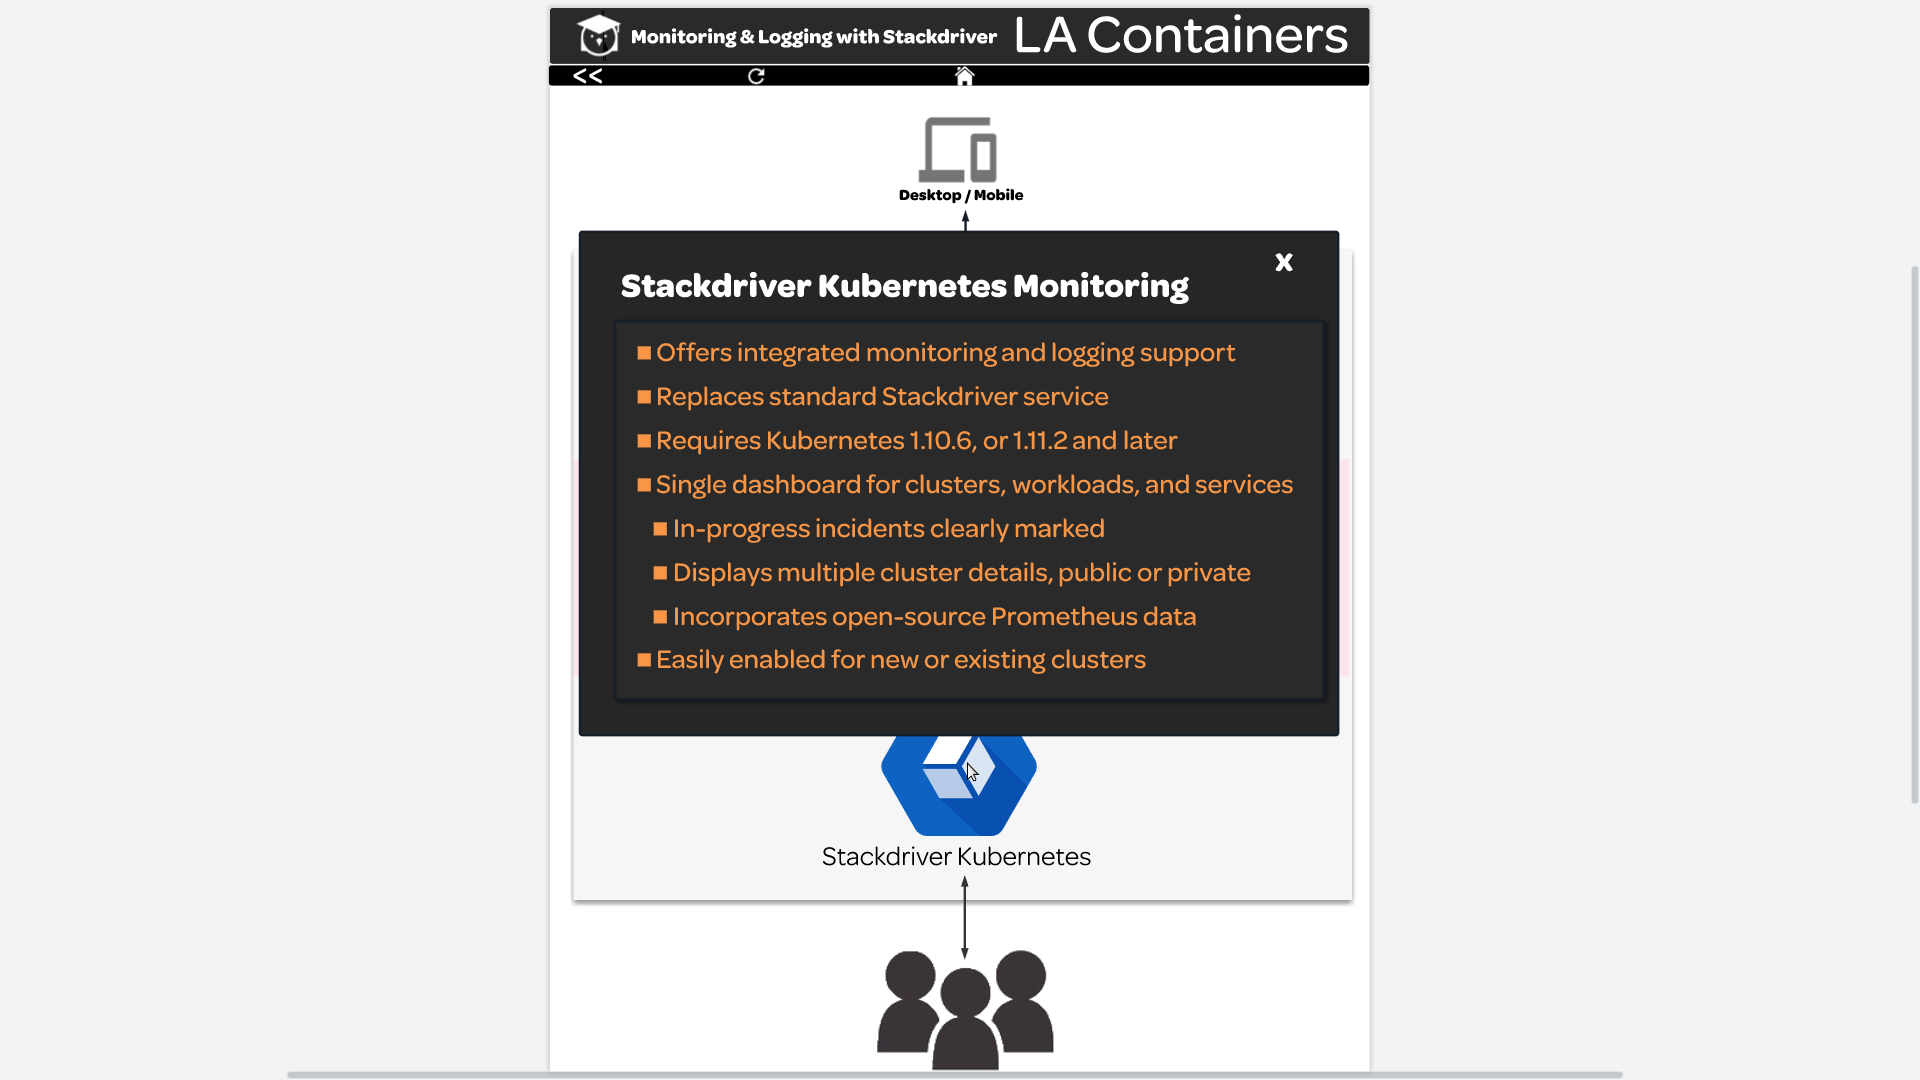 Monitoring & Logging with Stackdriver LA Containers
<<
Desktop / Mobile
X
Stackdriver Kubernetes Monitoring
Offers integrated monitoring and logging support
Replaces standard Stackdriver service
Requires Kubernetes 1.10.6, or 1.11.2 and later
Single dashboard for clusters, workloads, and services
In-progress incidents clearly marked
Displays multiple cluster details, public or private
Incorporates open-source Prometheus data
Easily enabled for new or existing clusters
Stackdriver Kubernetes